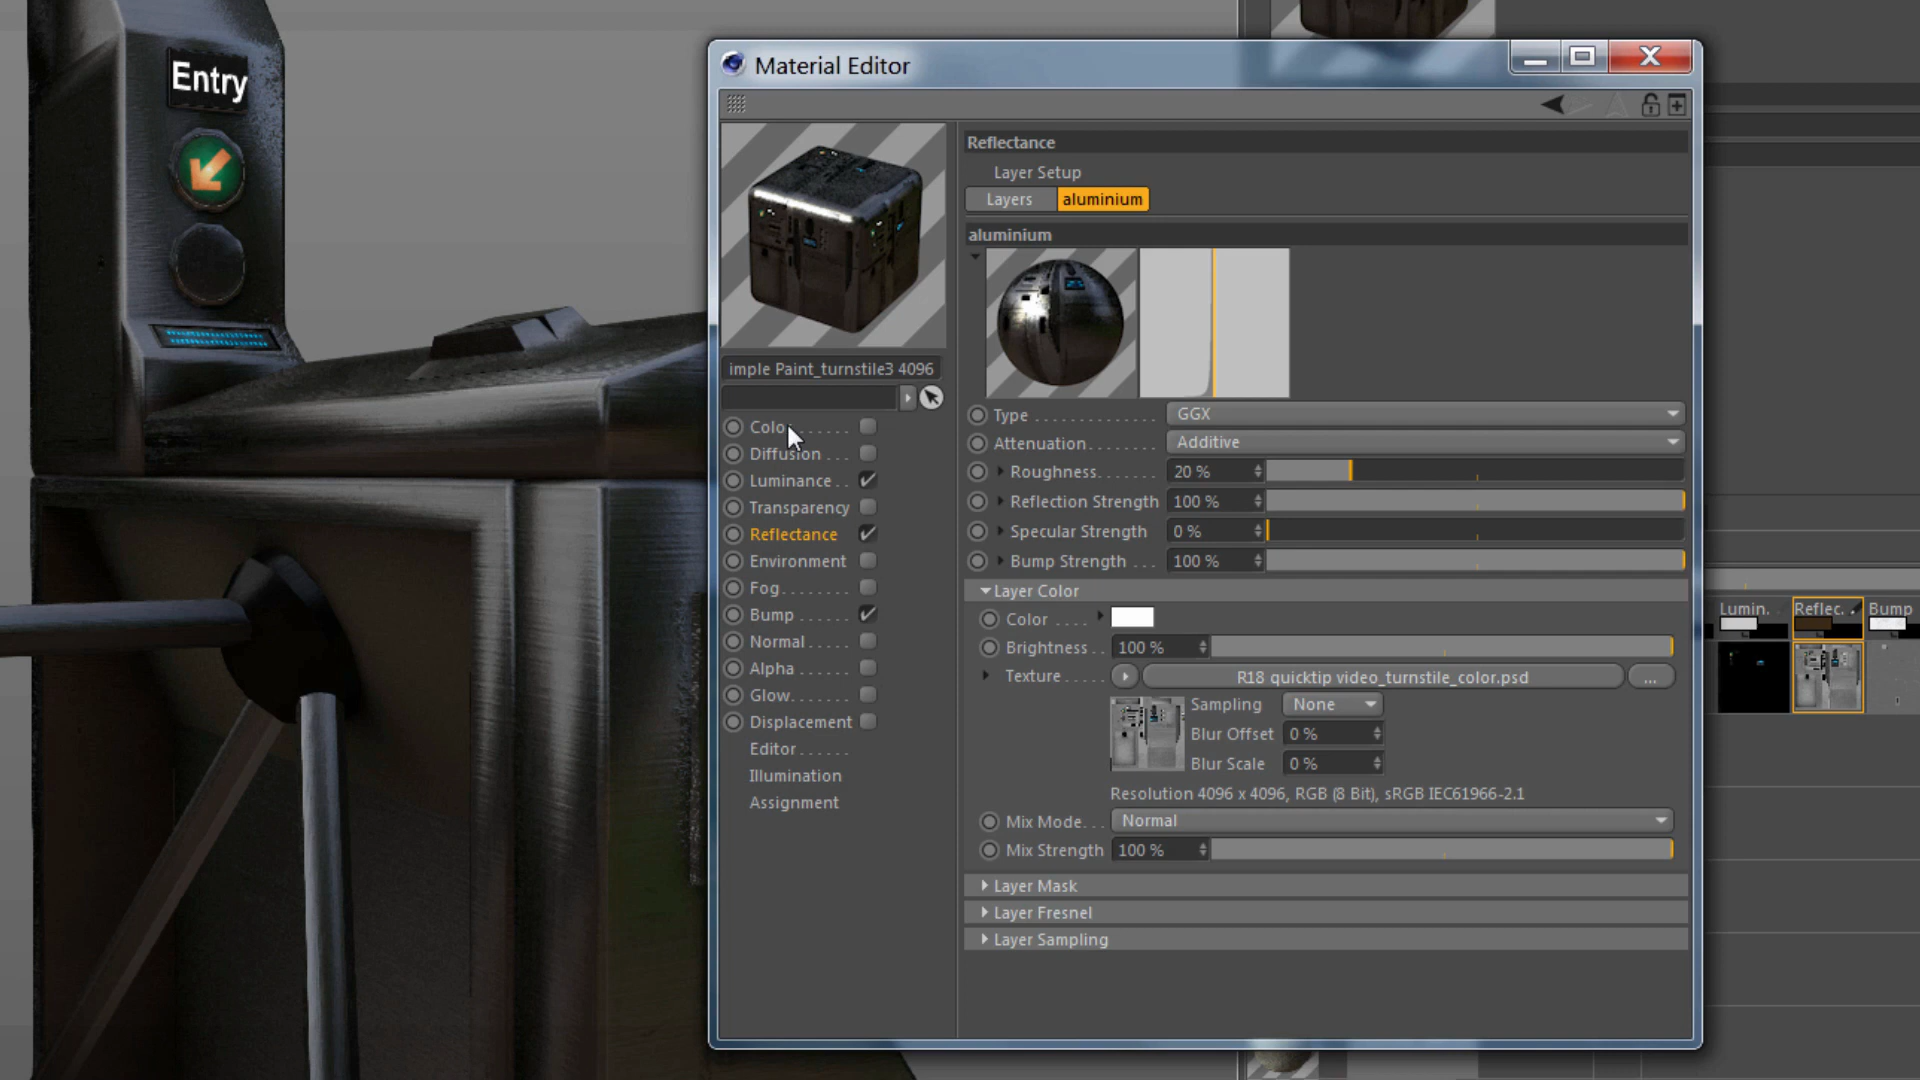 Entry
Material Editor
imple Paint_turnstile3 4096
Color
Diffusion
Luminance
Transparency
Reflectance
Environment
Fog
Bump
Normal
Alpha
Glow
Displacement
Editor
Illumination
Assignment
Reflectance
Layer Setup
Layers aluminium
aluminium
Type GGX
Attenuation Additive
Roughness 20 %
Reflection Strength 100 %
Specular Strength 0 %
Bump Strength 100 %
Layer Color
Color
Brightness 100 %
Texture R18 quicktip video_turnstile_color.psd ...
Sampling None
Blur Offset 0 %
Blur Scale 0 %
Resolution 4096 x 4096, RGB (8 Bit), sRGB IEC61966-2.1
Mix Mode Normal
Mix Strength 100 %
Layer Mask
Layer Fresnel
Layer Sampling
Lumin. Reflec. Bump